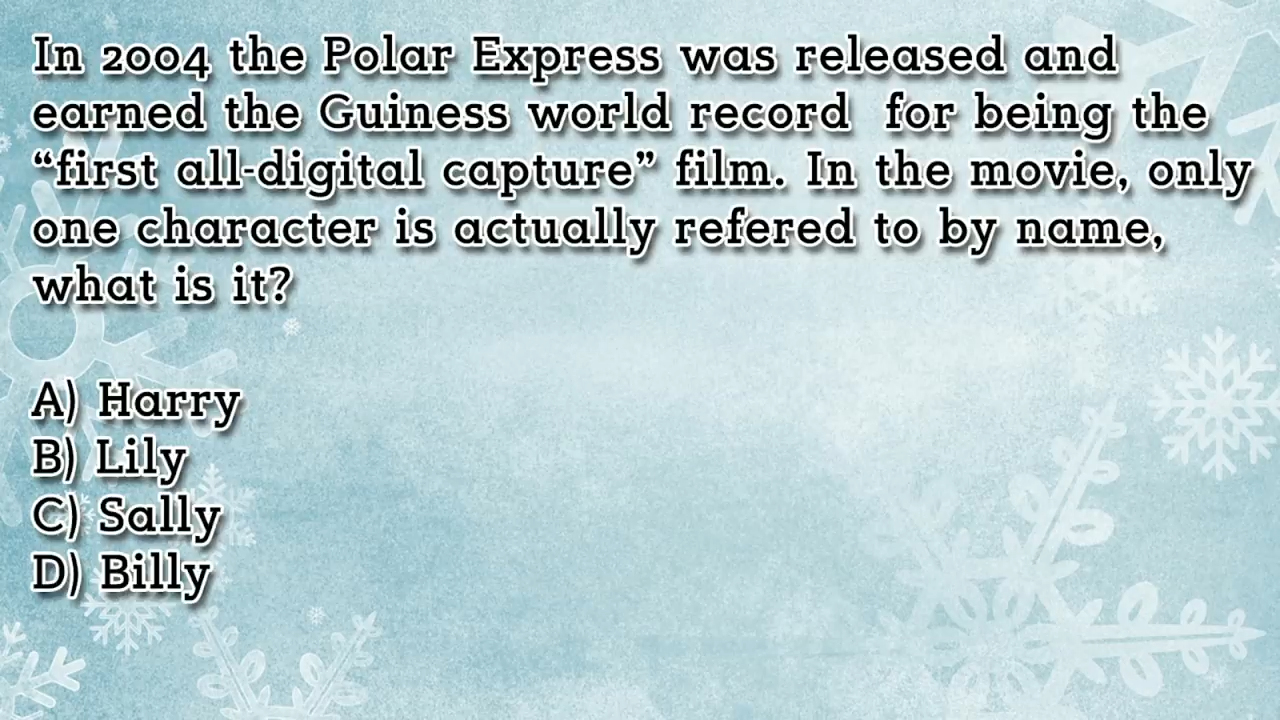 In 2004 the Polar Express was released and
earned the Guiness world record  for being the
“first all-digital capture” film. In the movie, only
one character is actually refered to by name,
what is it?
A) Harry
B) Lily
C) Sally
D) Billy